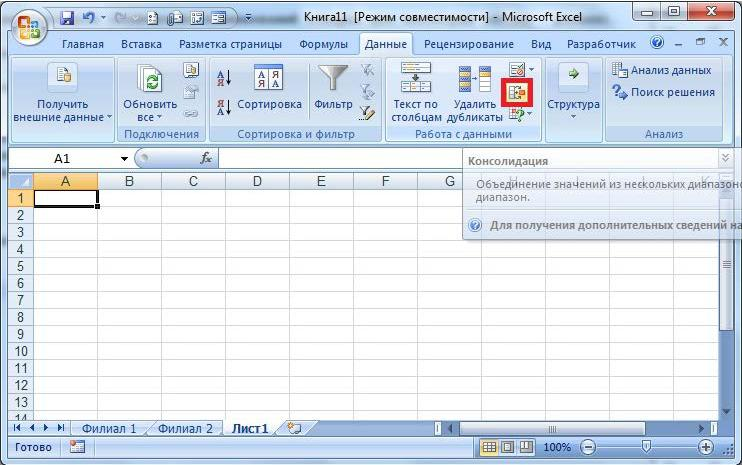 Книга11 [Режим совместимости] - Microsoft Excel
Главная Вставка Разметка страницы Формулы Данные Рецензирование Вид Разработчик
Получить внешние данные
Обновить все
Подключения
А Я
Я А
Сортировка
Фильтр
Сортировка и фильтр
Текст по столбцам
Удалить дубликаты
Работа с данными
Структура
Анализ данных
Поиск решения
Анализ
A1 fx
Консолидация
Объединение значений из нескольких диапазоно
диапазон.
Для получения дополнительных сведений на
A B C D E F G H I J K
1
2
3
4
5
6
7
8
9
10
11
12
13
14
Филиал 1 Филиал 2 Лист1
Готово 100%